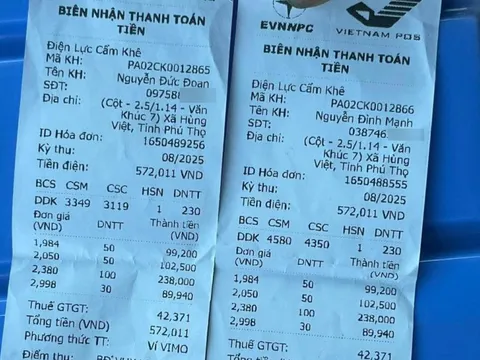 BIÊN NHẬN THANH TOÁN
TIỀN
Điện Lực Cẩm Khê
Mã KH: PA02CK0012865
Tên KH: Nguyễn Đức Đoan
SĐT: 09758
Địa chỉ: (Cột - 2.5/1.14 - Văn
Khúc 7) Xã Hùng
Việt, Tỉnh Phú Thọ
ID Hóa đơn: 1650489256
Kỳ thu: 08/2025
Tiền điện: 572,011 VND
BCS CSM CSC HSN DNTT
DDK 3349 3119 1 230
Đơn giá DNTT Thành tiền
(VND) (VND)
1,984 50 99,200
2,050 50 102,500
2,380 100 238,000
2,998 30 89,940
Thuế GTGT: 42,371
Tổng tiền (VND) 572,011
Phương thức TT: Ví VIMO
Điểm thu:
EVNNPC VIETNAM POS
BIÊN NHẬN THANH TOÁN
TIỀN
Điện Lực Cẩm Khê
Mã KH: PA02CK0012866
Tên KH: Nguyễn Đình Mạnh
SĐT: 038746
Địa chỉ: (Cột - 2.5/1.14 - Văn
Khúc 7) Xã Hùng
Việt, Tỉnh Phú Thọ
ID Hóa đơn: 1650488555
Kỳ thu: 08/2025
Tiền điện: 572,011 VND
BCS CSM CSC HSN DNTT
DDK 4580 4350 1 230
Đơn giá DNTT Thành tiền
(VND) (VND)
1,984 50 99,200
2,050 50 102,500
2,380 100 238,000
2,998 30 89,940
Thuế GTGT: 42,371
Tổng tiền (VND) 572,011